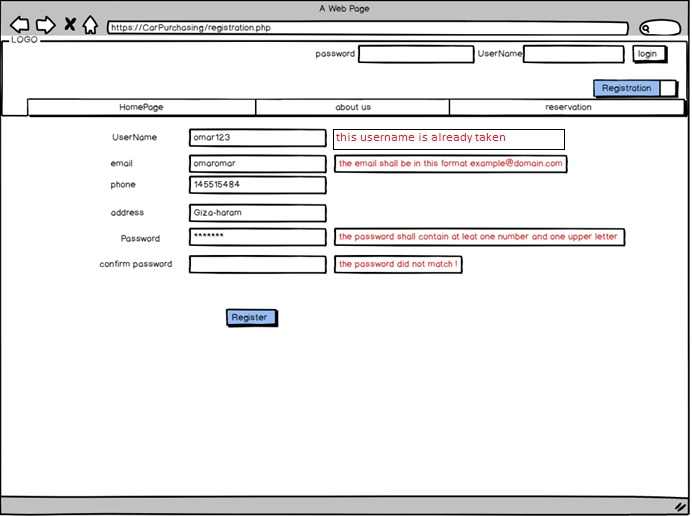 A Web Page
https://CarPurchasing/registration.php
LOGO
password UserName login
Registration
HomePage about us reservation
UserName omar123 this username is already taken
email omaromar the email shall be in this format example@domain.com
phone 145515484
address Giza-haram
Password ******* the password shall contain at leat one number and one upper letter
confirm password the password did not match !
Register